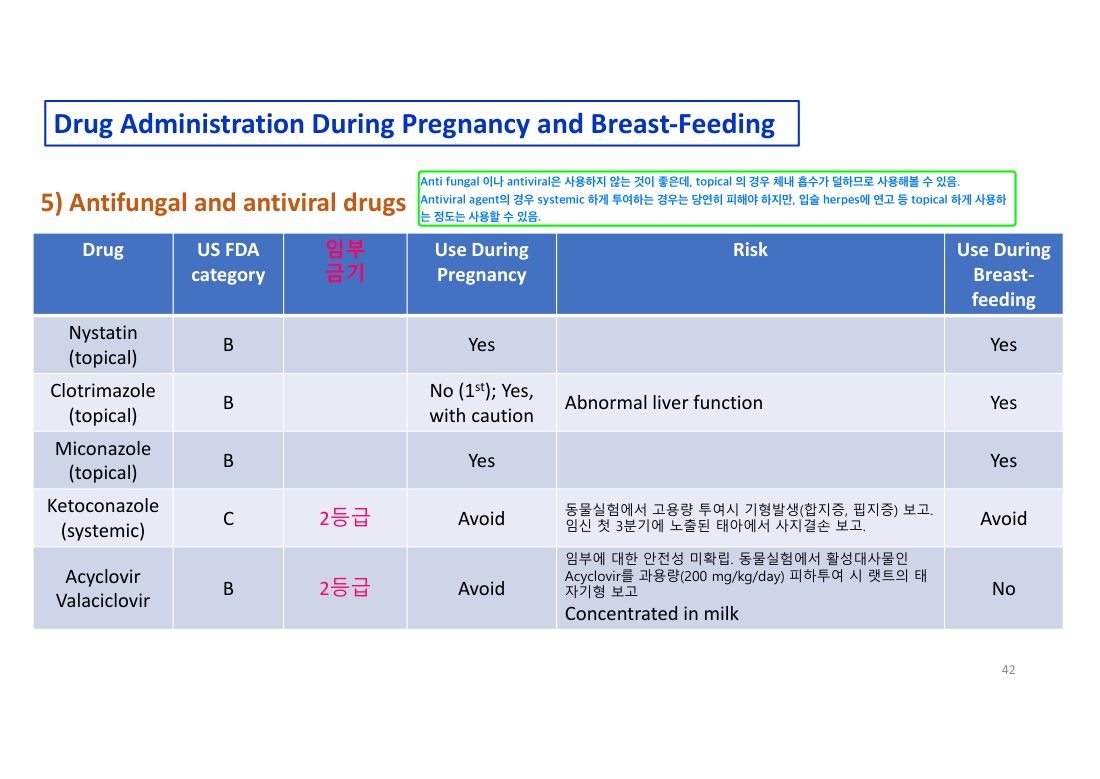 Drug Administration During Pregnancy and Breast-Feeding
5) Antifungal and antiviral drugs
Anti fungal 이나 antiviral은 사용하지 않는 것이 좋은데, topical 의 경우 체내 흡수가 덜하므로 사용해볼 수 있음.
Antiviral agent의 경우 systemic 하게 투여하는 경우는 당연히 피해야 하지만, 입술 herpes에 연고 등 topical 하게 사용하
는 정도는 사용할 수 있음.
Drug
US FDA
category
임부
금기
Use During
Pregnancy
Risk
Use During
Breast-
feeding
Nystatin
(topical)
B
Yes
Yes
Clotrimazole
(topical)
B
No (1st); Yes,
with caution
Abnormal liver function
Yes
Miconazole
(topical)
B
Yes
Yes
Ketoconazole
(systemic)
C
2등급
Avoid
동물실험에서 고용량 투여시 기형발생(합지증, 핍지증) 보고.
임신 첫 3분기에 노출된 태아에서 사지결손 보고.
Avoid
Acyclovir
Valaciclovir
B
2등급
Avoid
임부에 대한 안전성 미확립. 동물실험에서 활성대사물인
Acyclovir를 과용량(200 mg/kg/day) 피하투여 시 랫트의 태
자기형 보고
Concentrated in milk
No
42